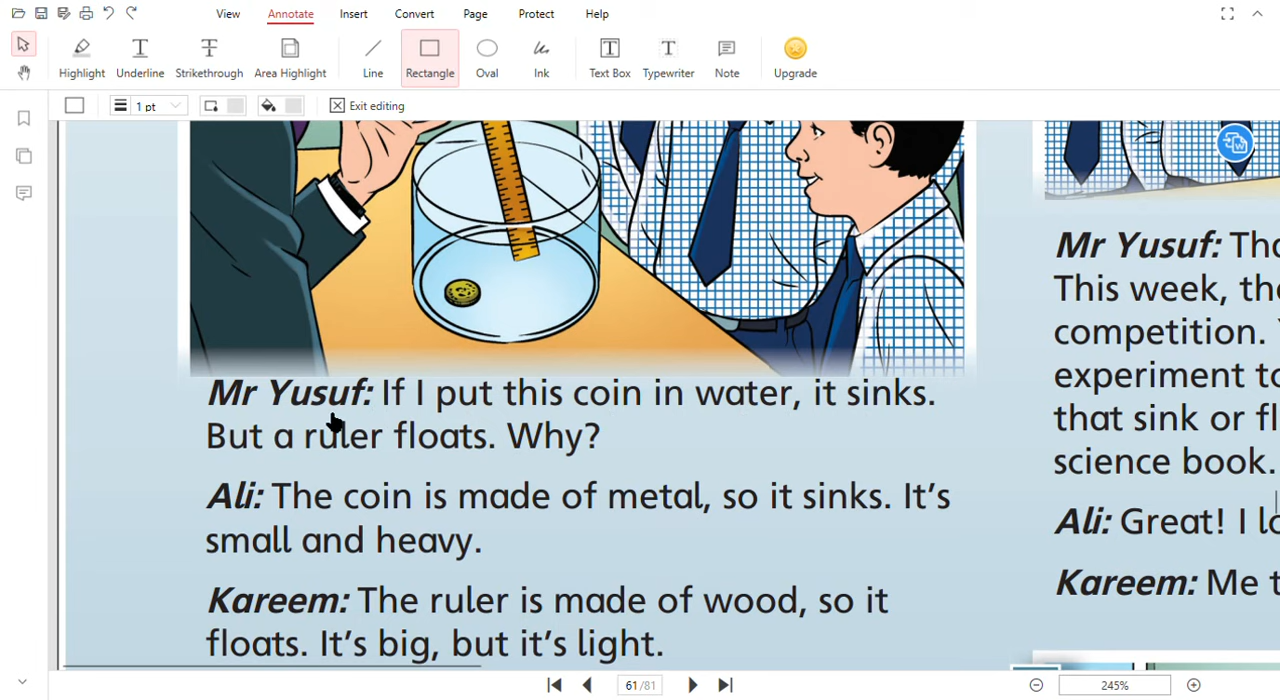 View Annotate Insert Convert Page Protect Help
Highlight Underline Strikethrough Area Highlight Line Rectangle Oval Ink Text Box Typewriter Note Upgrade
1 pt Exit editing
Mr Yusuf: If I put this coin in water, it sinks.
But a ruler floats. Why?
Ali: The coin is made of metal, so it sinks. It's
small and heavy.
Kareem: The ruler is made of wood, so it
floats. It's big, but it's light.
Mr Yusuf:
This week,
competition.
experiment
that sink or
science book.
Ali: Great! I
Kareem: Me
61 /81
245%